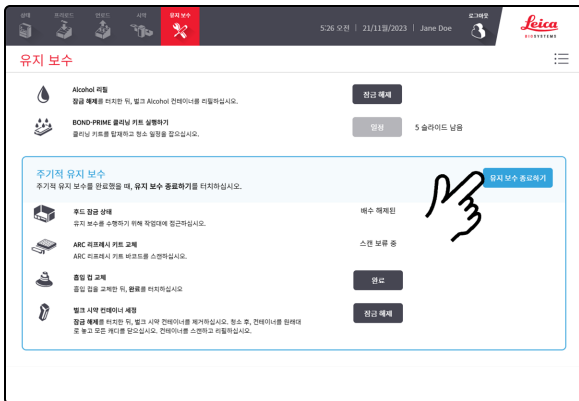 상태
프리로드
언로드
시약
유지 보수
5:26 오전 | 21/11월/2023 | Jane Doe
로그아웃
Leica
BIOSYSTEMS
유지 보수
Alcohol 리필
잠금 해제를 터치한 뒤, 벌크 Alcohol 컨테이너를 리필하십시오.
잠금 해제
BOND-PRIME 클리닝 키트 실행하기
클리닝 키트를 탑재하고 청소 일정을 잡으십시오.
일정
5 슬라이드 남음
주기적 유지 보수
주기적 유지 보수를 완료했을 때, 유지 보수 종료하기를 터치하십시오.
유지 보수 종료하기
후드 잠금 상태
유지 보수를 수행하기 위해 작업대에 접근하십시오.
배수 해제된
ARC 리프레시 키트 교체
ARC 리프레시 키트 바코드를 스캔하십시오.
스캔 보류 중
흡입 컵 교체
흡입 컵을 교체한 뒤, 완료를 터치하십시오
완료
벌크 시약 컨테이너 세정
잠금 해제를 터치한 뒤, 벌크 시약 컨테이너를 제거하십시오. 청소 후, 컨테이너를 원래대
로 놓고 모든 캐디를 닫으십시오. 컨테이너를 스캔하고 리필하십시오.
잠금 해제